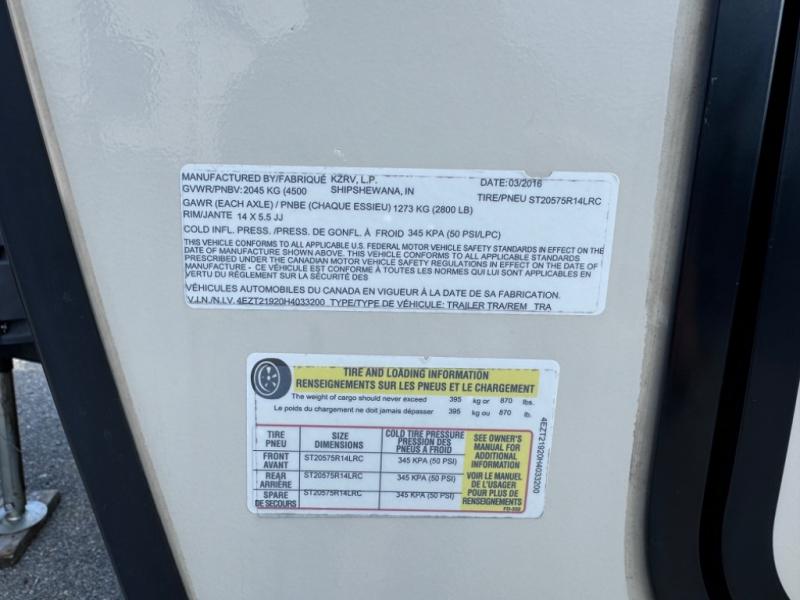 MANUFACTURED BY/FABRIQUÉ KZRV, L.P. DATE:03/2016
GVWR/PNBV: 2045 KG (4500 SHIPSHEWANA, IN TIRE/PNEU ST20575R14LRC
GAWR (EACH AXLE) / PNBE (CHAQUE ESSIEU) 1273 KG (2800 LB)
RIM/JANTE 14 X 5.5 JJ
COLD INFL. PRESS. /PRESS. DE GONFL. À FROID 345 KPA (50 PSI/LPC)
THIS VEHICLE CONFORMS TO ALL APPLICABLE U.S. FEDERAL MOTOR VEHICLE SAFETY STANDARDS IN EFFECT ON THE
DATE OF MANUFACTURE SHOWN ABOVE. THIS VEHICLE CONFORMS TO ALL APPLICABLE STANDARDS
PRESCRIBED UNDER THE CANADIAN MOTOR VEHICLE SAFETY REGULATIONS IN EFFECT ON THE DATE OF
MANUFACTURE - CE VÉHICULE EST CONFORME À TOUTES LES NORMES QUI LUI SONT APPLICABLES EN
VERTU DU RÈGLEMENT SUR LA SÉCURITÉ DES
VÉHICULES AUTOMOBILES DU CANADA EN VIGUEUR À LA DATE DE SA FABRICATION.
V.I.N./N.I.V. 4EZT21920H4033200 TYPE/TYPE DE VÉHICULE: TRAILER TRA/REM TRA
TIRE AND LOADING INFORMATION
RENSEIGNEMENTS SUR LES PNEUS ET LE CHARGEMENT
The weight of cargo should never exceed 395 kg or 870 lbs.
Le poids du chargement ne doit jamais dépasser 395 kg ou 870 lb.
TIRE PNEU
SIZE DIMENSIONS
COLD TIRE PRESSURE PRESSION DES PNEUS À FROID
SEE OWNER'S MANUAL FOR ADDITIONAL INFORMATION
VOIR LE MANUEL DE L'USAGER POUR PLUS DE RENSEIGNEMENTS
FRONT AVANT ST20575R14LRC 345 KPA (50 PSI)
REAR ARRIÈRE ST20575R14LRC 345 KPA (50 PSI)
SPARE DE SECOURS ST20575R14LRC 345 KPA (50 PSI)
4EZT21920H4033200